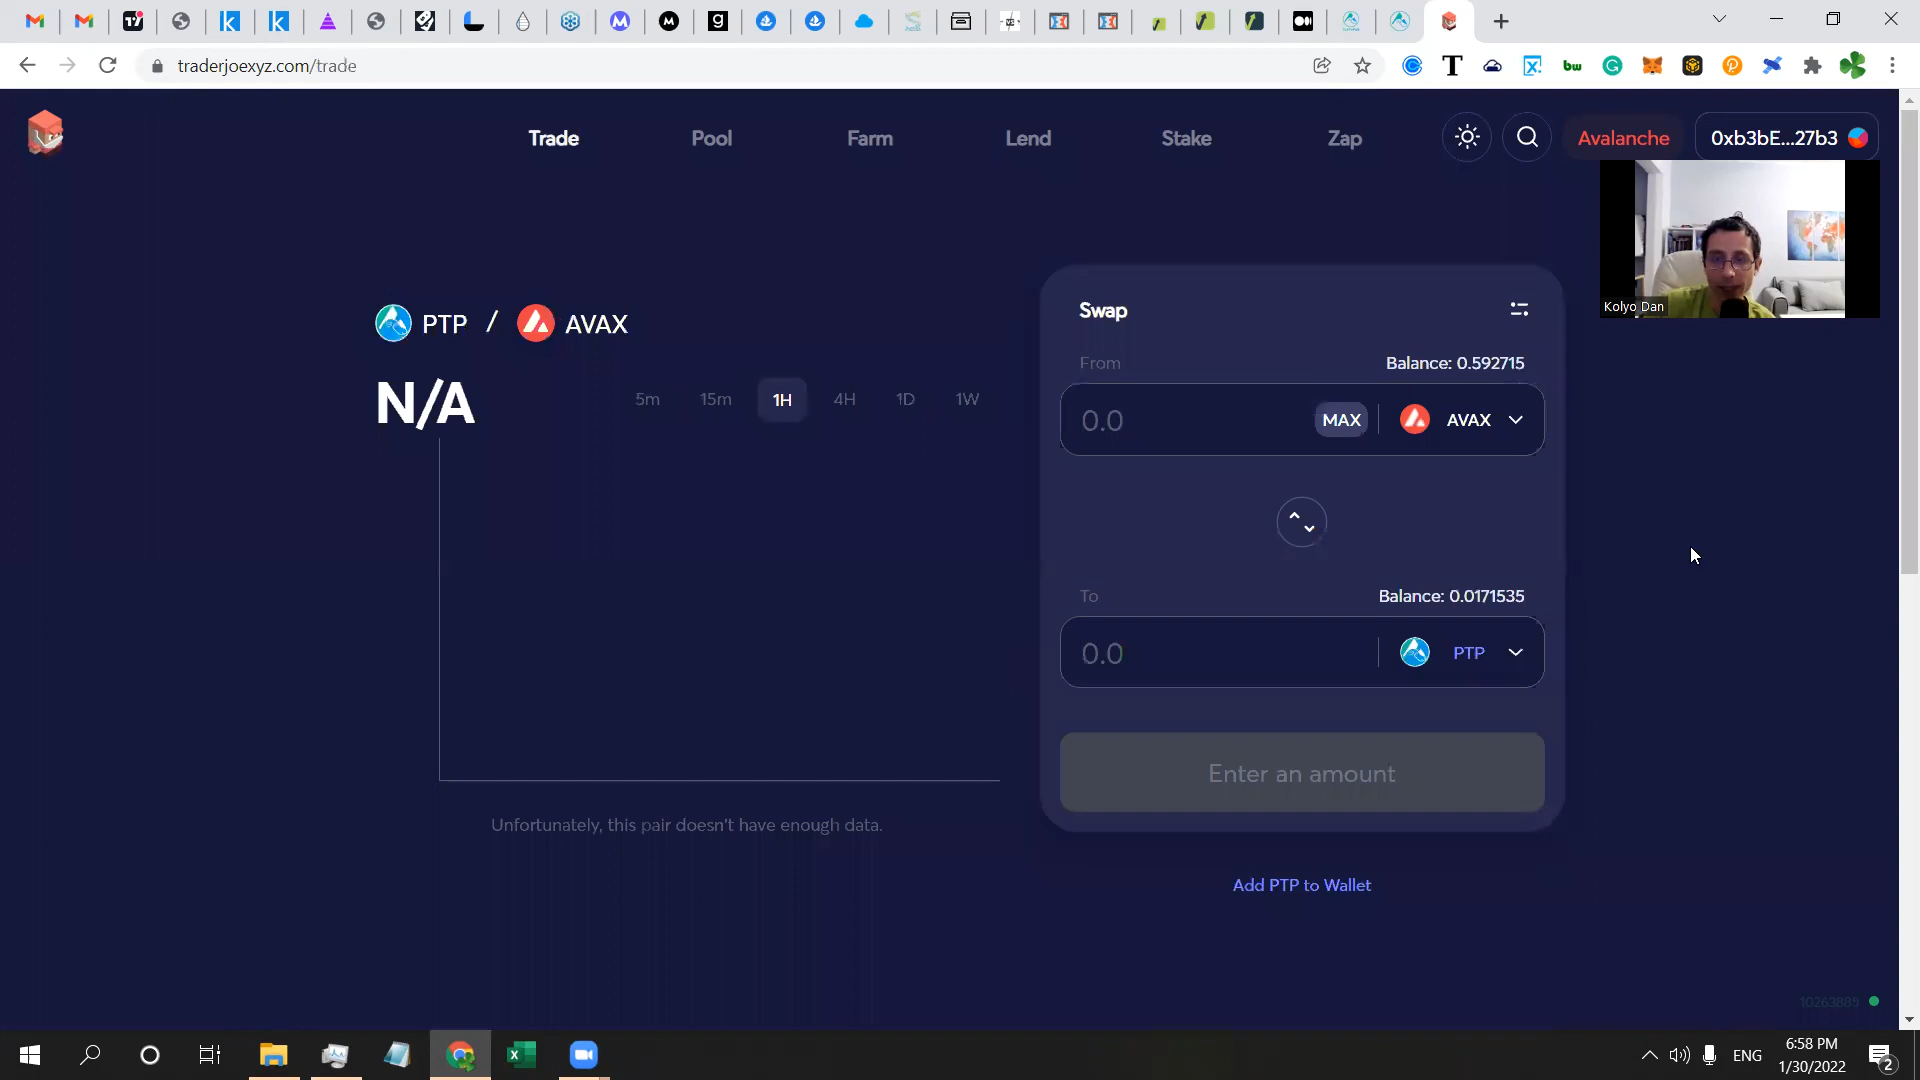 traderjoexyz.com/trade
Trade Pool Farm Lend Stake Zap Avalanche 0xb3bE...27b3
Kolyo Dan
PTP / AVAX
N/A
5m 15m 1H 4H 1D 1W
Unfortunately, this pair doesn't have enough data.
Swap
From Balance: 0.592715
0.0 MAX AVAX
To Balance: 0.0171535
0.0 PTP
Enter an amount
Add PTP to Wallet
10263889
ENG
6:58 PM
1/30/2022
2